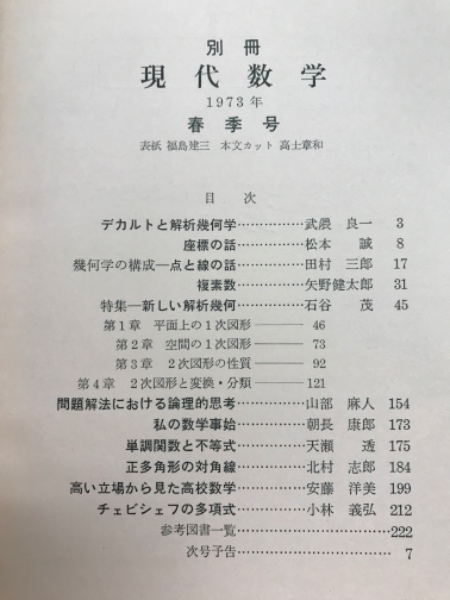 別冊
現代数学
1973年
春季号
表紙 福島建三 本文カット 高士章和
目次
デカルトと解析幾何学……………武隈 良一 3
座標の話……………松本 誠 8
幾何学の構成—点と線の話……………田村 三郎 17
複素数……………矢野健太郎 31
特集—新しい解析幾何……………石谷 茂 45
第1章 平面上の1次図形——— 46
第2章 空間の1次図形——— 73
第3章 2次図形の性質——— 92
第4章 2次図形と変換・分類———121
問題解法における論理的思考……………山部 麻人 154
私の数学事始……………朝長 康郎 173
単調関数と不等式……………天瀬 透 175
正多角形の対角線……………北村 志郎 184
高い立場から見た高校数学……………安藤 洋美 199
チェビシェフの多項式……………小林 義弘 212
参考図書一覧……………………………222
次号予告……………………………… 7